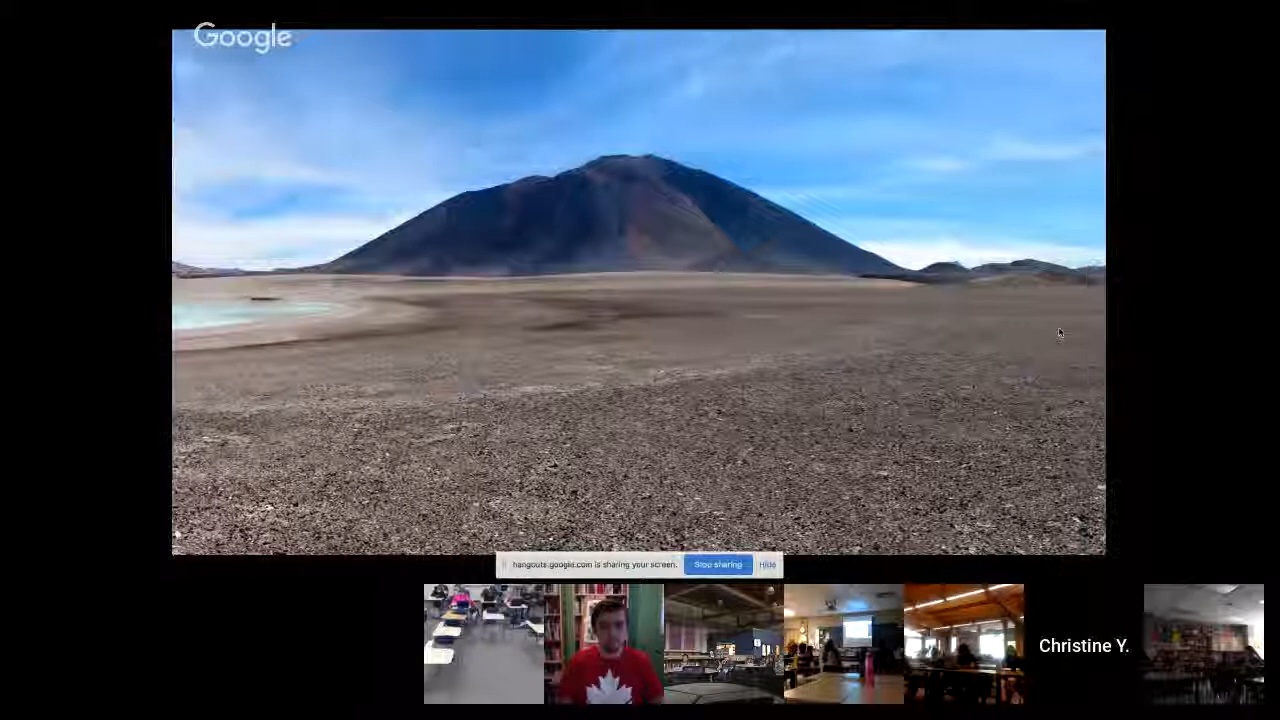 Google
hangouts.google.com is sharing your screen.
Stop sharing
Hide
Christine Y.